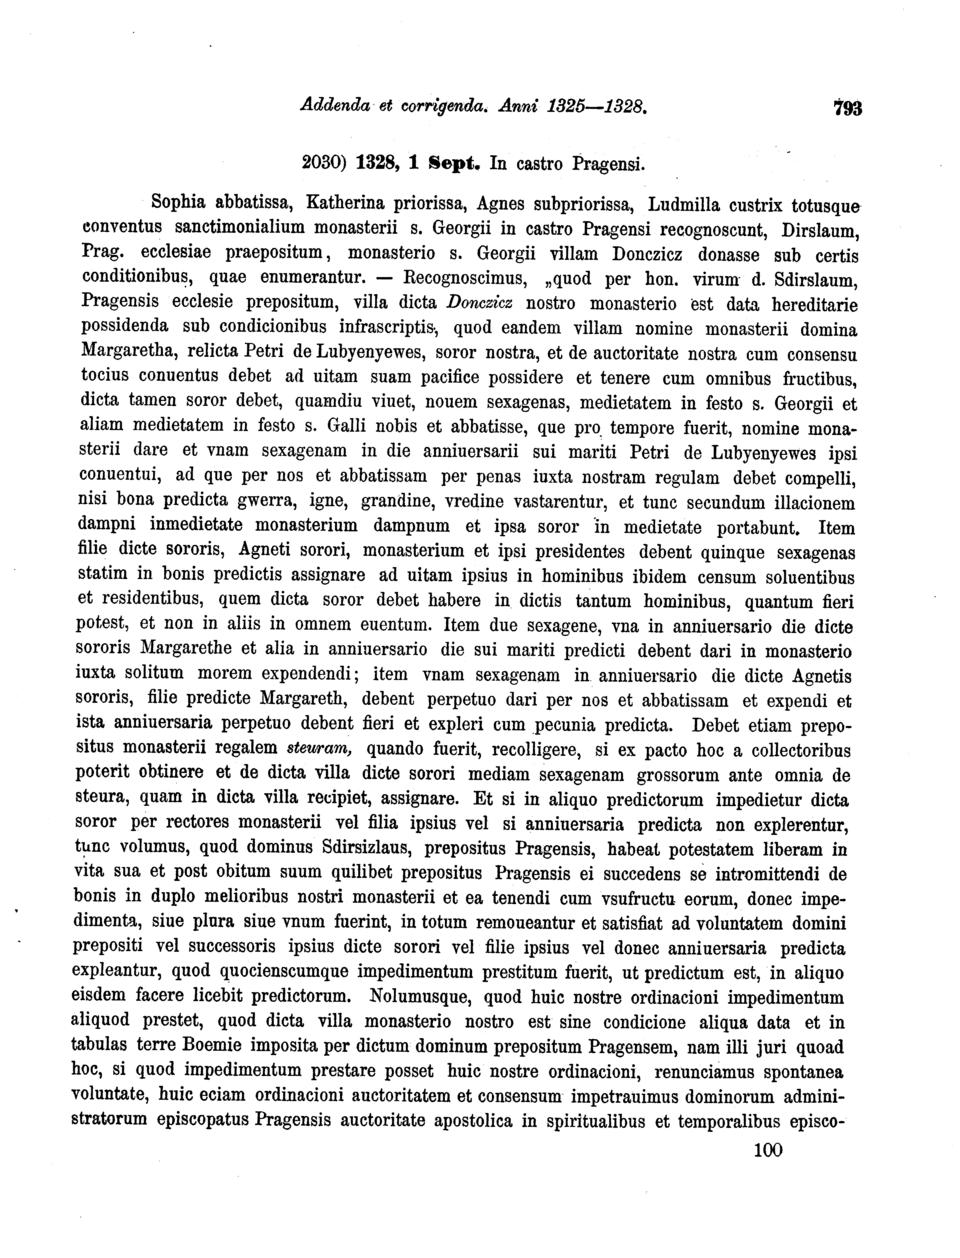 Addenda et corrigenda. Anni 1325—1328. 793
2030) 1328, 1 Sept. In castro Pragensi.
Sophia abbatissa, Katherina priorissa, Agnes subpriorissa, Ludmilla custrix totusque
conventus sanctimonialium monasterii s. Georgii in castro Pragensi recognoscunt, Dirslaum,
Prag. ecclesiae praepositum, monasterio s. Georgii villam Donczicz donasse sub certis
conditionibus, quae enumerantur. — Recognoscimus, „quod per hon. virum d. Sdirslaum,
Pragensis ecclesie prepositum, villa dicta Donczicz nostro monasterio est data hereditarie
possidenda sub condicionibus infrascriptis, quod eandem villam nomine monasterii domina
Margaretha, relicta Petri de Lubyenyewes, soror nostra, et de auctoritate nostra cum consensu
tocius conuentus debet ad uitam suam pacifice possidere et tenere cum omnibus fructibus,
dicta tamen soror debet, quamdiu viuet, nouem sexagenas, medietatem in festo s. Georgii et
aliam medietatem in festo s. Galli nobis et abbatisse, que pro tempore fuerit, nomine mona-
sterii dare et vnam sexagenam in die anniuersarii sui mariti Petri de Lubyenyewes ipsi
conuentui, ad que per nos et abbatissam per penas iuxta nostram regulam debet compelli,
nisi bona predicta gwerra, igne, grandine, vredine vastarentur, et tunc secundum illacionem
dampni inmedietate monasterium dampnum et ipsa soror in medietate portabunt. Item
filie dicte sororis, Agneti sorori, monasterium et ipsi presidentes debent quinque sexagenas
statim in bonis predictis assignare ad uitam ipsius in hominibus ibidem censum soluentibus
et residentibus, quem dicta soror debet habere in dictis tantum hominibus, quantum fieri
potest, et non in aliis in omnem euentum. Item due sexagene, vna in anniuersario die dicte
sororis Margarethe et alia in anniuersario die sui mariti predicti debent dari in monasterio
iuxta solitum morem expendendi; item vnam sexagenam in anniuersario die dicte Agnetis
sororis, filie predicte Margareth, debent perpetuo dari per nos et abbatissam et expendi et
ista anniuersaria perpetuo debent fieri et expleri cum pecunia predicta. Debet etiam prepo-
situs monasterii regalem steuram, quando fuerit, recolligere, si ex pacto hoc a collectoribus
poterit obtinere et de dicta villa dicte sorori mediam sexagenam grossorum ante omnia de
steura, quam in dicta villa recipiet, assignare. Et si in aliquo predictorum impedietur dicta
soror per rectores monasterii vel filia ipsius vel si anniuersaria predicta non explerentur,
tunc volumus, quod dominus Sdirsizlaus, prepositus Pragensis, habeat potestatem liberam in
vita sua et post obitum suum quilibet prepositus Pragensis ei succedens se intromittendi de
bonis in duplo melioribus nostri monasterii et ea tenendi cum vsufructu eorum, donec impe-
dimenta, siue plura siue vnum fuerint, in totum remoueantur et satisfiat ad voluntatem domini
prepositi vel successoris ipsius dicte sorori vel filie ipsius vel donec anniuersaria predicta
expleantur, quod quocienscumque impedimentum prestitum fuerit, ut predictum est, in aliquo
eisdem facere licebit predictorum. Nolumusque, quod huic nostre ordinacioni impedimentum
aliquod prestet, quod dicta villa monasterio nostro est sine condicione aliqua data et in
tabulas terre Boemie imposita per dictum dominum prepositum Pragensem, nam illi juri quoad
hoc, si quod impedimentum prestare posset huic nostre ordinacioni, renunciamus spontanea
voluntate, huic eciam ordinacioni auctoritatem et consensum impetrauimus dominorum admini-
stratorum episcopatus Pragensis auctoritate apostolica in spiritualibus et temporalibus episco-
100